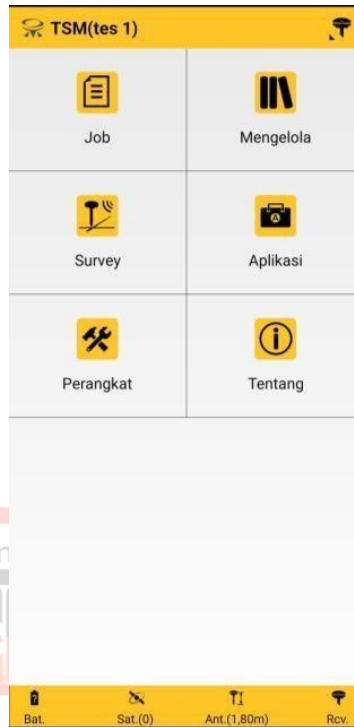 TSM(tes 1)
Job
Mengelola
Survey
Aplikasi
Perangkat
Tentang
Bat.
Sat.(0)
Ant.(1,80m)
Rcv.